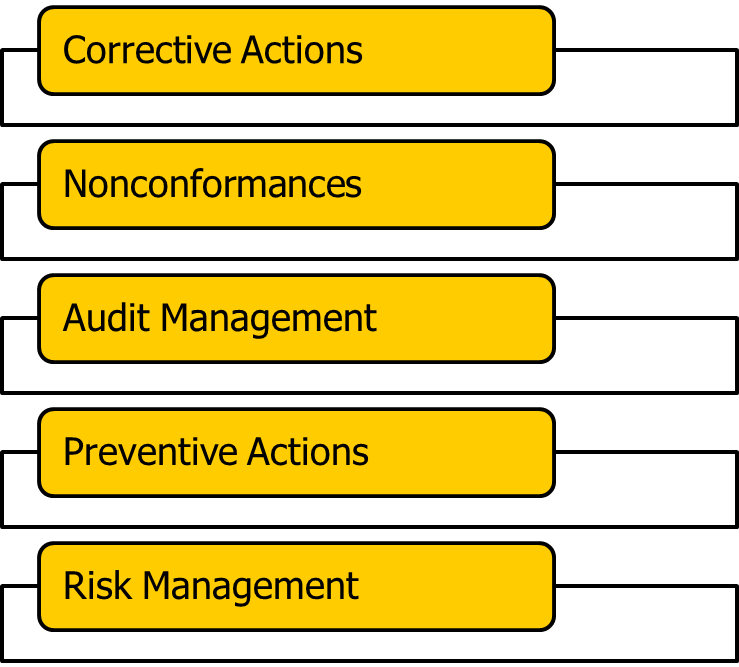 Corrective Actions
Nonconformances
Audit Management
Preventive Actions
Risk Management